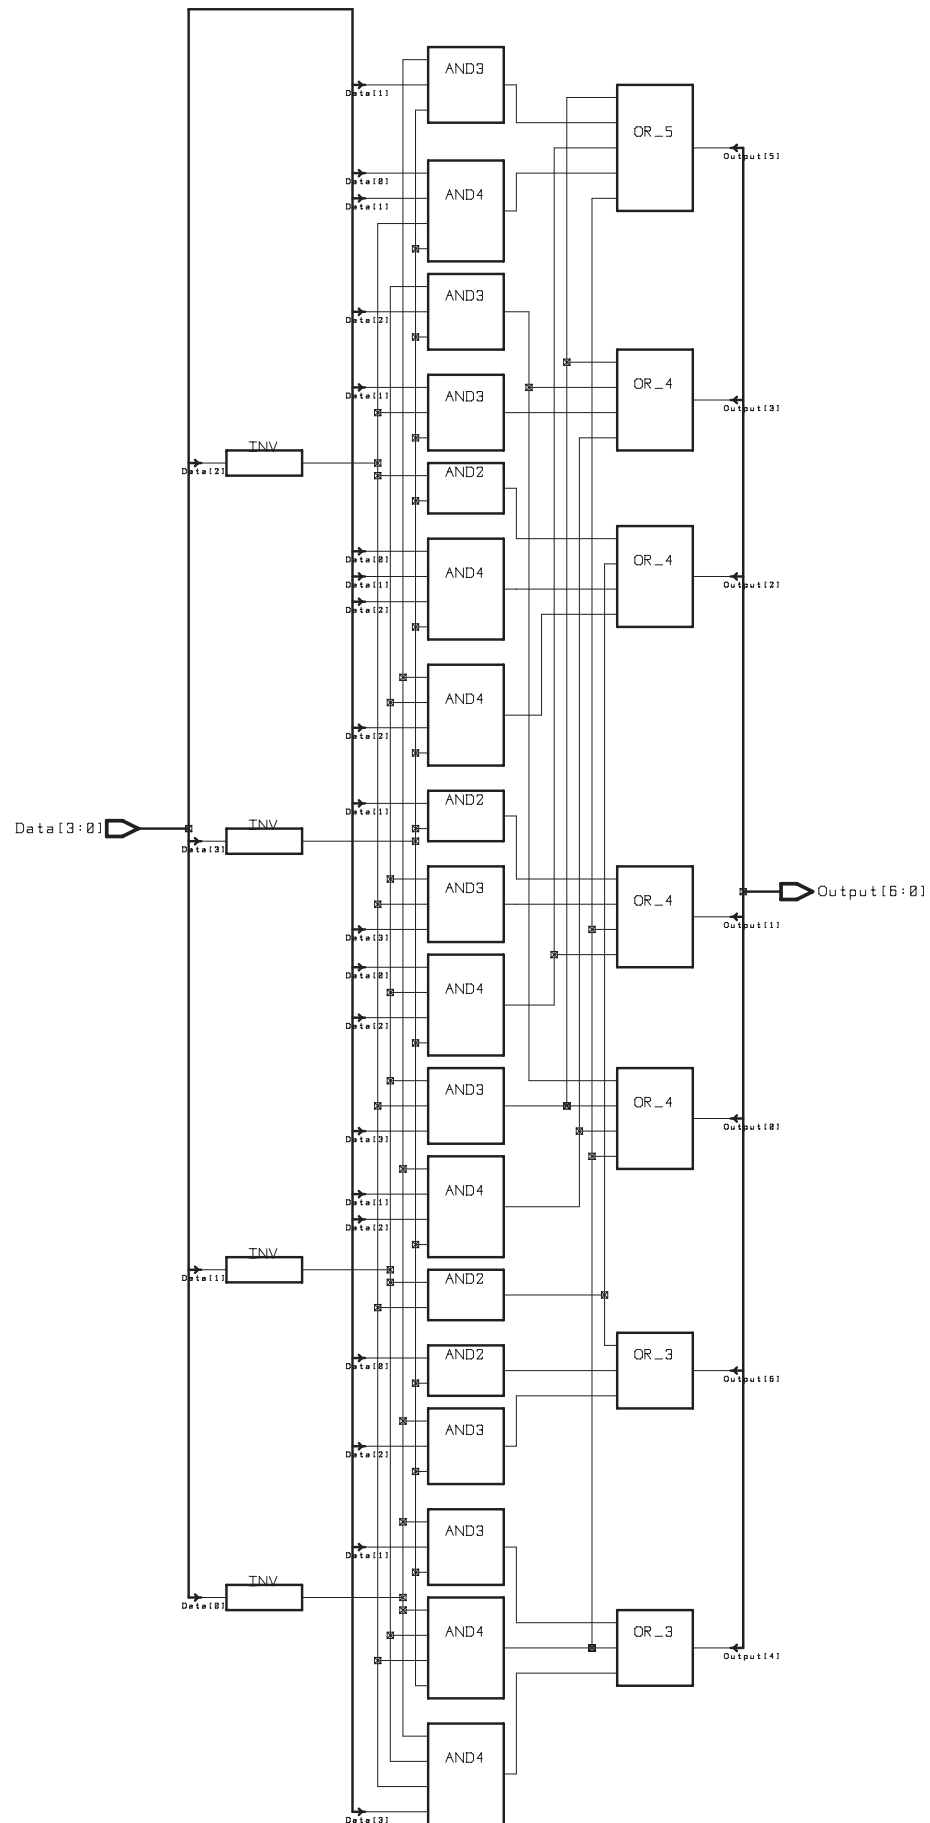 AND3
Data[1]
OR_5
Output[5]
Data[0]
AND4
Data[1]
AND3
Data[2]
OR_4
AND3
Data[1]
Output[3]
INV
Data[2]
AND2
Data[0]
OR_4
AND4
Data[1]
Output[2]
Data[2]
AND4
Data[2]
AND2
Data[1]
Data[3:0]
INV
Data[3]
AND3
OR_4
Output[6:0]
Output[1]
Data[3]
Data[0]
AND4
Data[2]
AND3
OR_4
Output[0]
Data[3]
AND4
Data[1]
Data[2]
INV
Data[1]
AND2
AND2
OR_3
Data[0]
Output[6]
AND3
Data[2]
AND3
Data[1]
INV
Data[0]
AND4
OR_3
Output[4]
AND4
Data[3]